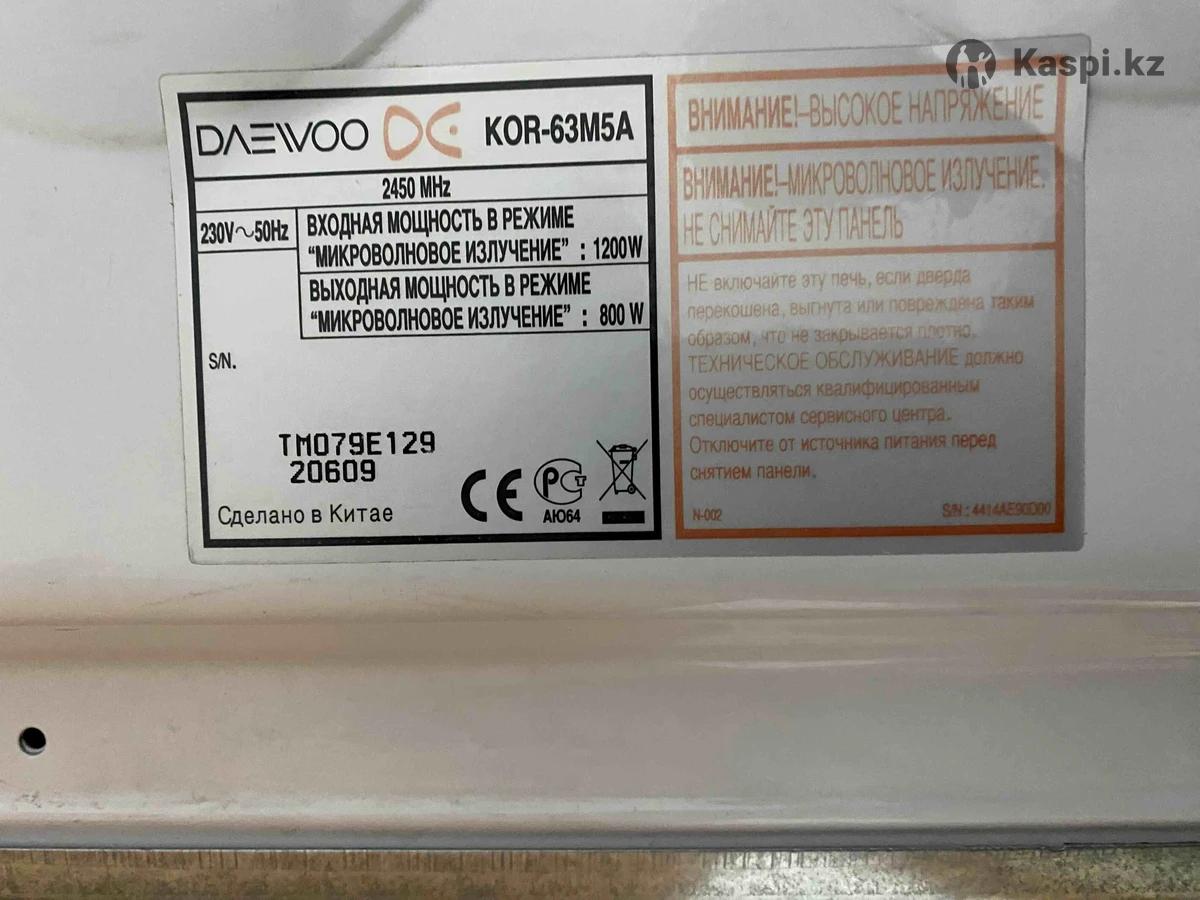 Kaspi.kz
DAEWOO DE KOR-63M5A
2450 MHz
230V～50Hz
ВХОДНАЯ МОЩНОСТЬ В РЕЖИМЕ
“МИКРОВОЛНОВОЕ ИЗЛУЧЕНИЕ” : 1200W
ВЫХОДНАЯ МОЩНОСТЬ В РЕЖИМЕ
“МИКРОВОЛНОВОЕ ИЗЛУЧЕНИЕ” : 800 W
S/N.
TM079E129
20609
Сделано в Китае
CE РСТ
АЮ64
ВНИМАНИЕ!–ВЫСОКОЕ НАПРЯЖЕНИЕ
ВНИМАНИЕ!–МИКРОВОЛНОВОЕ ИЗЛУЧЕНИЕ.
НЕ СНИМАЙТЕ ЭТУ ПАНЕЛЬ
НЕ включайте эту печь, если дверда
перекошена, выгнута или повреждена таким
образом, что не закрывается плотно.
ТЕХНИЧЕСКОЕ ОБСЛУЖИВАНИЕ должно
осуществляться квалифицированным
специалистом сервисного центра.
Отключите от источника питания перед
снятием панели.
N-002
S/N : 4414AE90D00